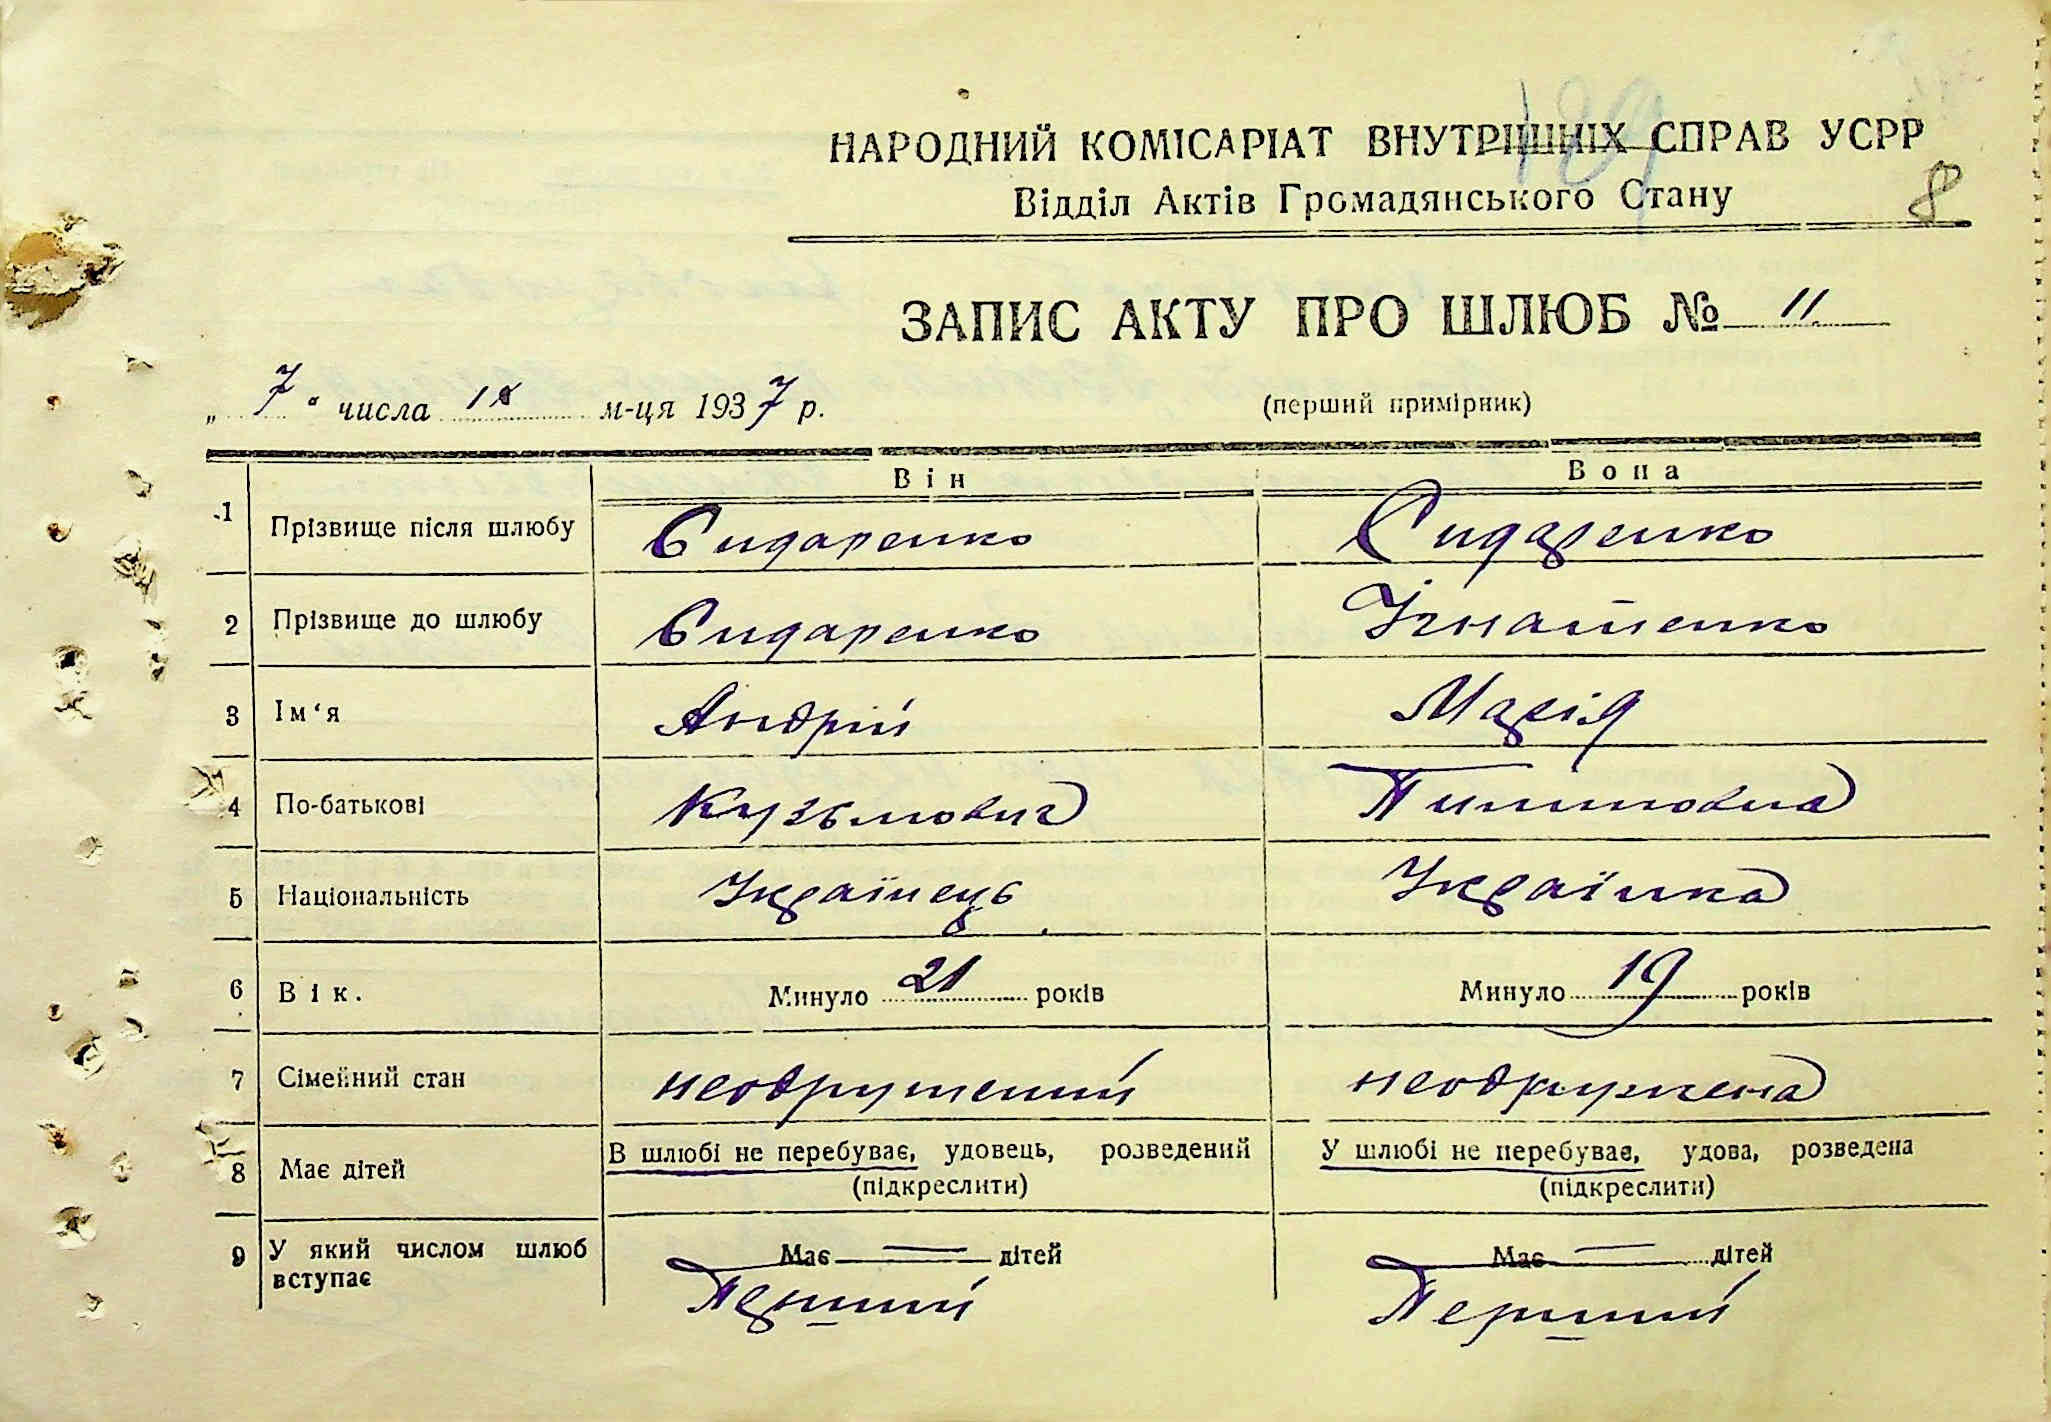 189
НАРОДНИЙ КОМІСАРІАТ ВНУТРІШНІХ СПРАВ УСРР
Відділ Актів Громадянського Стану
8
ЗАПИС АКТУ ПРО ШЛЮБ № 11
„ 7 “ числа м-ця 1937 р.
(перший примірник)
Він Вона
1 Прізвище після шлюбу Сидаренко Сидаренко
2 Прізвище до шлюбу Сидаренко Ігнатенко
3 Ім‘я Андрій Марія
4 По-батькові Кузьмович Пилиповна
5 Національність Українець Українка
6 Вік. Минуло 21 років Минуло 19 років
7 Сімейний стан неодружений неодружена
8 Має дітей В шлюбі не перебуває, удовець, розведений У шлюбі не перебуває, удова, розведена
(підкреслити) (підкреслити)
9 У який числом шлюб вступає Має — дітей Має — дітей
Перший Перший